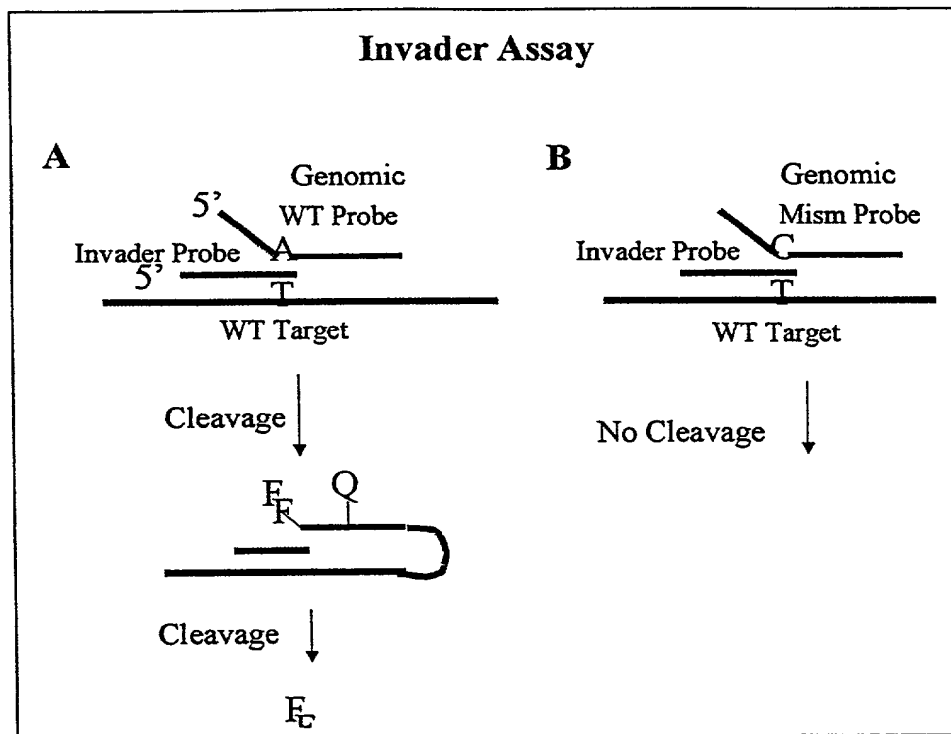 Invader Assay
A
Genomic
5'
WT Probe
A
Invader Probe
5'
T
WT Target
Cleavage
F
F
Q
Cleavage
F
F
B
Genomic
Mism Probe
C
Invader Probe
T
WT Target
No Cleavage